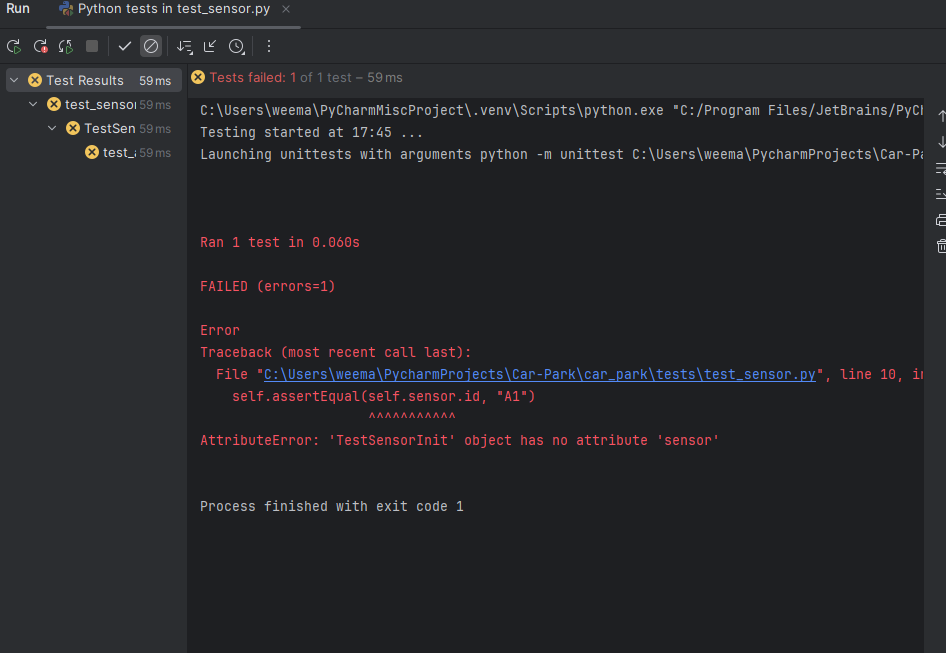 Run
Python tests in test_sensor.py
Test Results 59 ms
59 ms
TestSen 59 ms
59 ms
Tests failed: 1 of 1 test – 59 ms
C:\Users\weema\PyCharmMiscProject\.venv\Scripts\python.exe "C:/Program Files/JetBrains/PyCh
Testing started at 17:45 ...
Launching unittests with arguments python -m unittest C:\Users\weema\PycharmProjects\Car-Pa
Ran 1 test in 0.060s
FAILED (errors=1)
Error
Traceback (most recent call last):
File "C:\Users\weema\PycharmProjects\Car-Park\car_park\tests\test_sensor.py", line 10, in
self.assertEqual(self.sensor.id, "A1")
^^^^^^^^^^^
AttributeError: 'TestSensorInit' object has no attribute 'sensor'
Process finished with exit code 1